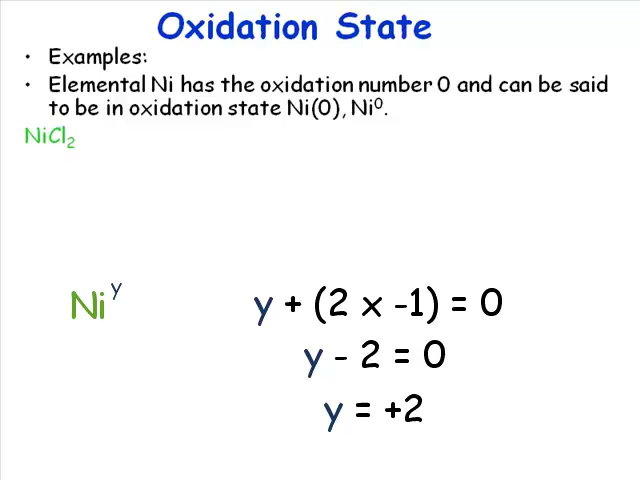 Oxidation State
• Examples:
• Elemental Ni has the oxidation number 0 and can be said
to be in oxidation state Ni(0), Ni⁰.
NiCl₂
Niʸ
y + (2 x -1) = 0
y - 2 = 0
y = +2